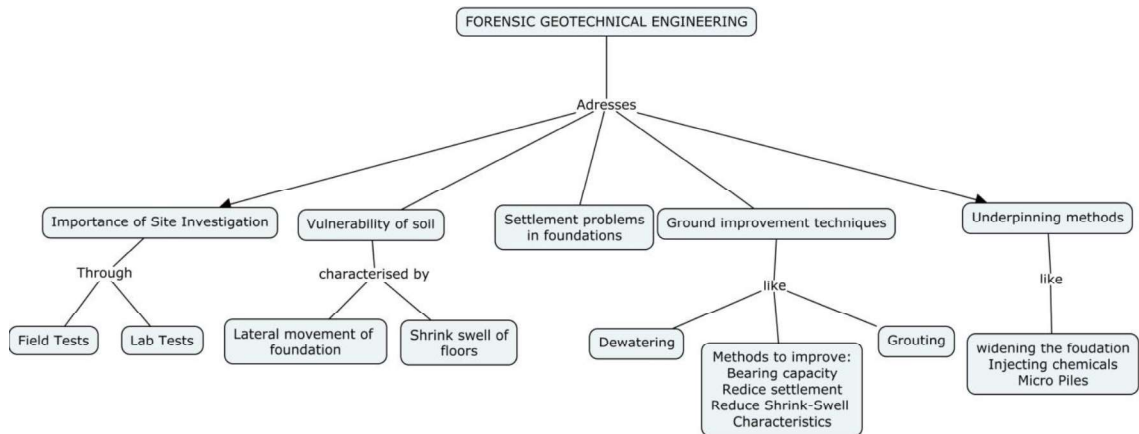 FORENSIC GEOTECHNICAL ENGINEERING
Adresses
Importance of Site Investigation
Vulnerability of soil
Settlement problems
in foundations
Ground improvement techniques
Underpinning methods
Through
characterised by
like
like
Field Tests
Lab Tests
Lateral movement of
foundation
Shrink swell of
floors
Dewatering
Methods to improve:
Bearing capacity
Redice settlement
Reduce Shrink-Swell
Characteristics
Grouting
widening the foudation
Injecting chemicals
Micro Piles